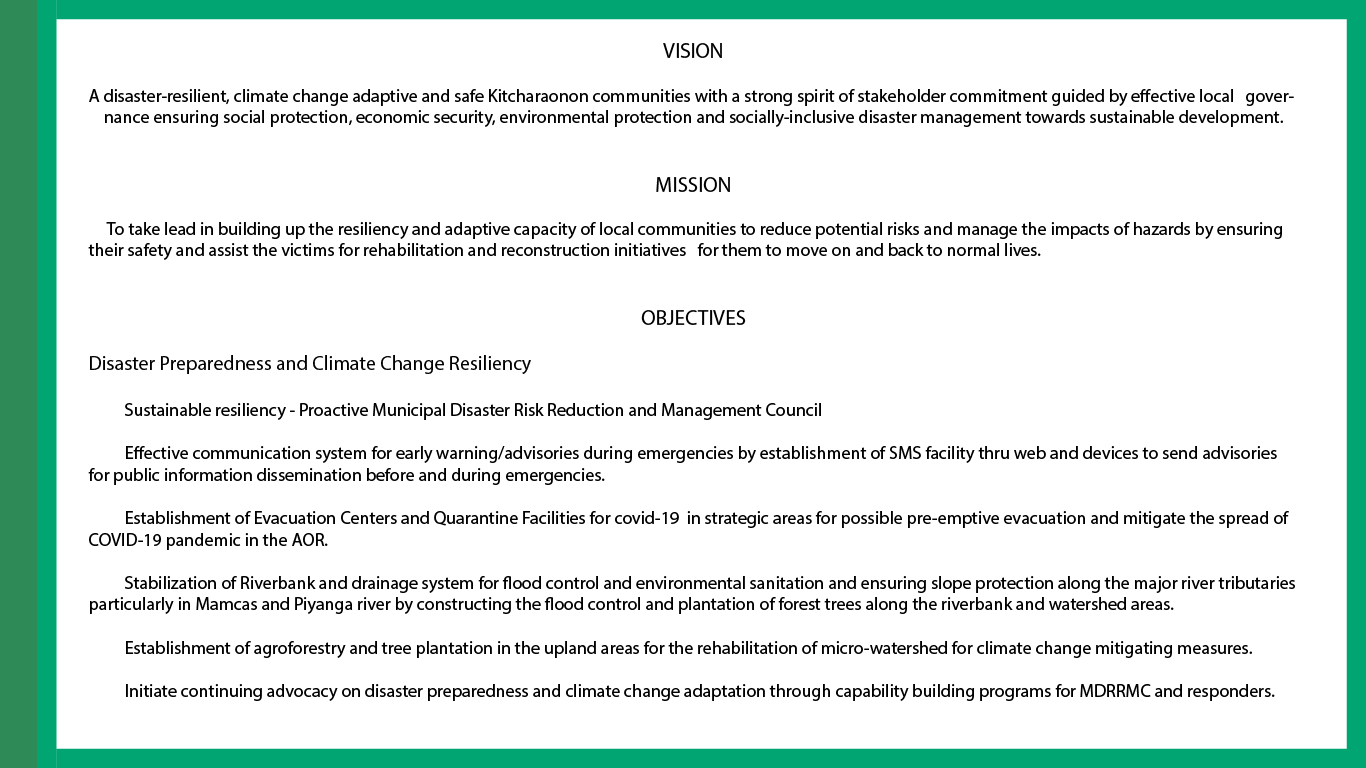 VISION
A disaster-resilient, climate change adaptive and safe Kitcharaonon communities with a strong spirit of stakeholder commitment guided by effective local gover-
nance ensuring social protection, economic security, environmental protection and socially-inclusive disaster management towards sustainable development.
MISSION
To take lead in building up the resiliency and adaptive capacity of local communities to reduce potential risks and manage the impacts of hazards by ensuring
their safety and assist the victims for rehabilitation and reconstruction initiatives for them to move on and back to normal lives.
OBJECTIVES
Disaster Preparedness and Climate Change Resiliency
Sustainable resiliency - Proactive Municipal Disaster Risk Reduction and Management Council
Effective communication system for early warning/advisories during emergencies by establishment of SMS facility thru web and devices to send advisories
for public information dissemination before and during emergencies.
Establishment of Evacuation Centers and Quarantine Facilities for covid-19 in strategic areas for possible pre-emptive evacuation and mitigate the spread of
COVID-19 pandemic in the AOR.
Stabilization of Riverbank and drainage system for flood control and environmental sanitation and ensuring slope protection along the major river tributaries
particularly in Mamcas and Piyanga river by constructing the flood control and plantation of forest trees along the riverbank and watershed areas.
Establishment of agroforestry and tree plantation in the upland areas for the rehabilitation of micro-watershed for climate change mitigating measures.
Initiate continuing advocacy on disaster preparedness and climate change adaptation through capability building programs for MDRRMC and responders.